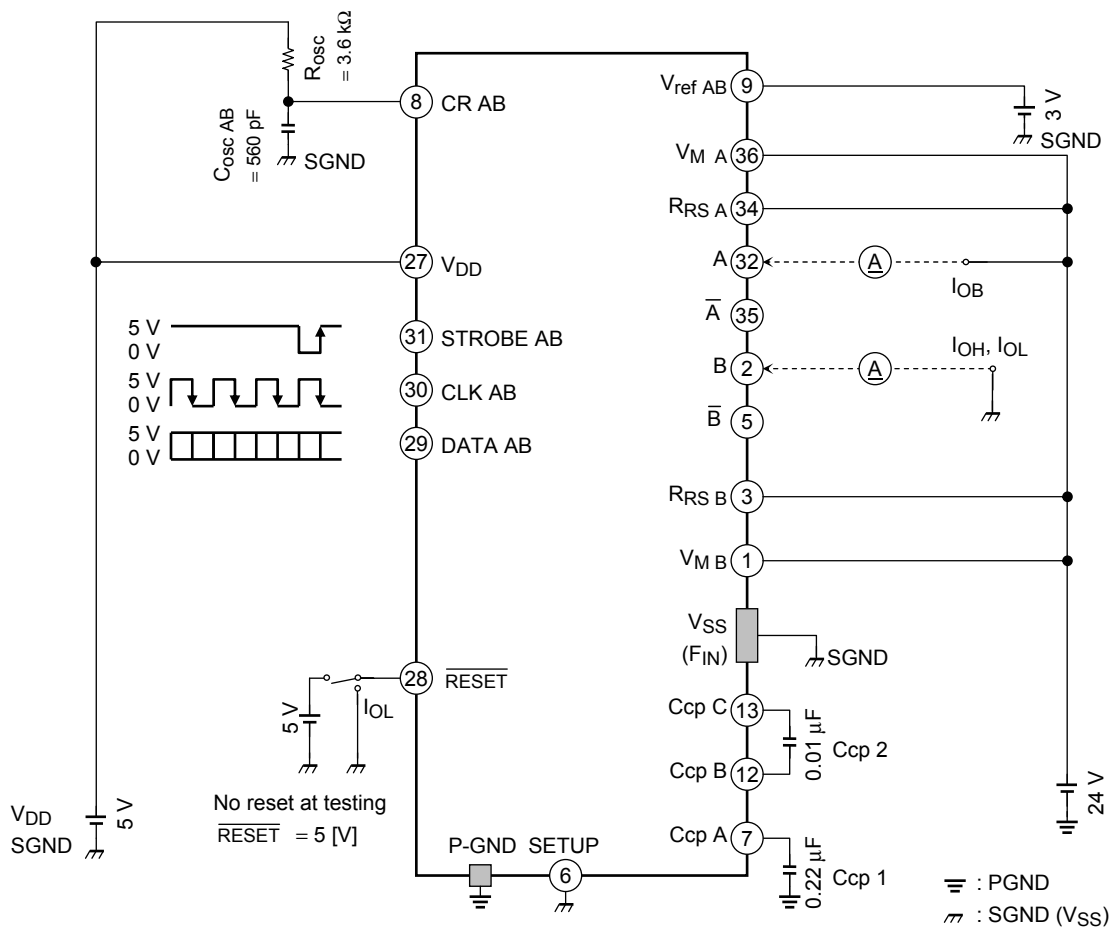 Rosc
= 3.6 kΩ
Cosc AB
= 560 pF
SGND
8 CR AB
27 VDD
5 V
0 V
31 STROBE AB
5 V
0 V
30 CLK AB
5 V
0 V
29 DATA AB
28 RESET
IOL
5 V
No reset at testing
RESET = 5 [V]
VDD
SGND
5 V
P-GND SETUP
6
Vref AB 9
3 V
SGND
VM A 36
RRS A 34
A 32
A
IOB
A 35
B 2
A
IOH, IOL
B 5
RRS B 3
VM B 1
VSS
(FIN)
SGND
Ccp C 13
0.01 µF
Ccp 2
Ccp B 12
Ccp A 7
0.22 µF
Ccp 1
24 V
: PGND
: SGND (VSS)